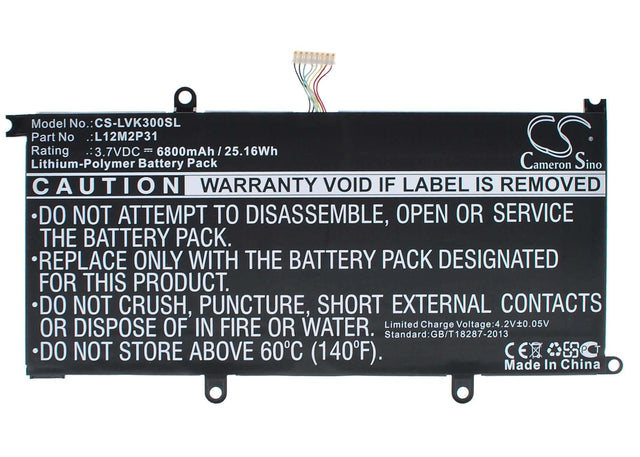 Model No. :CS-LVK300SL
Part No :L12M2P31
Rating : 3.7VDC ⎓ 6800mAh / 25.16Wh
Lithium-Polymer Battery Pack
CS
Cameron Sino
CAUTION WARRANTY VOID IF LABEL IS REMOVED
•DO NOT ATTEMPT TO DISASSEMBLE, OPEN OR SERVICE
THE BATTERY PACK.
•REPLACE ONLY WITH THE BATTERY PACK DESIGNATED
FOR THIS PRODUCT.
•DO NOT CRUSH, PUNCTURE, SHORT EXTERNAL CONTACTS
OR DISPOSE OF IN FIRE OR WATER.
•DO NOT STORE ABOVE 60ºC (140ºF).
Limited Charge Voltage:4.2V±0.05V
Standard:GB/T18287-2013
CE
Made In China